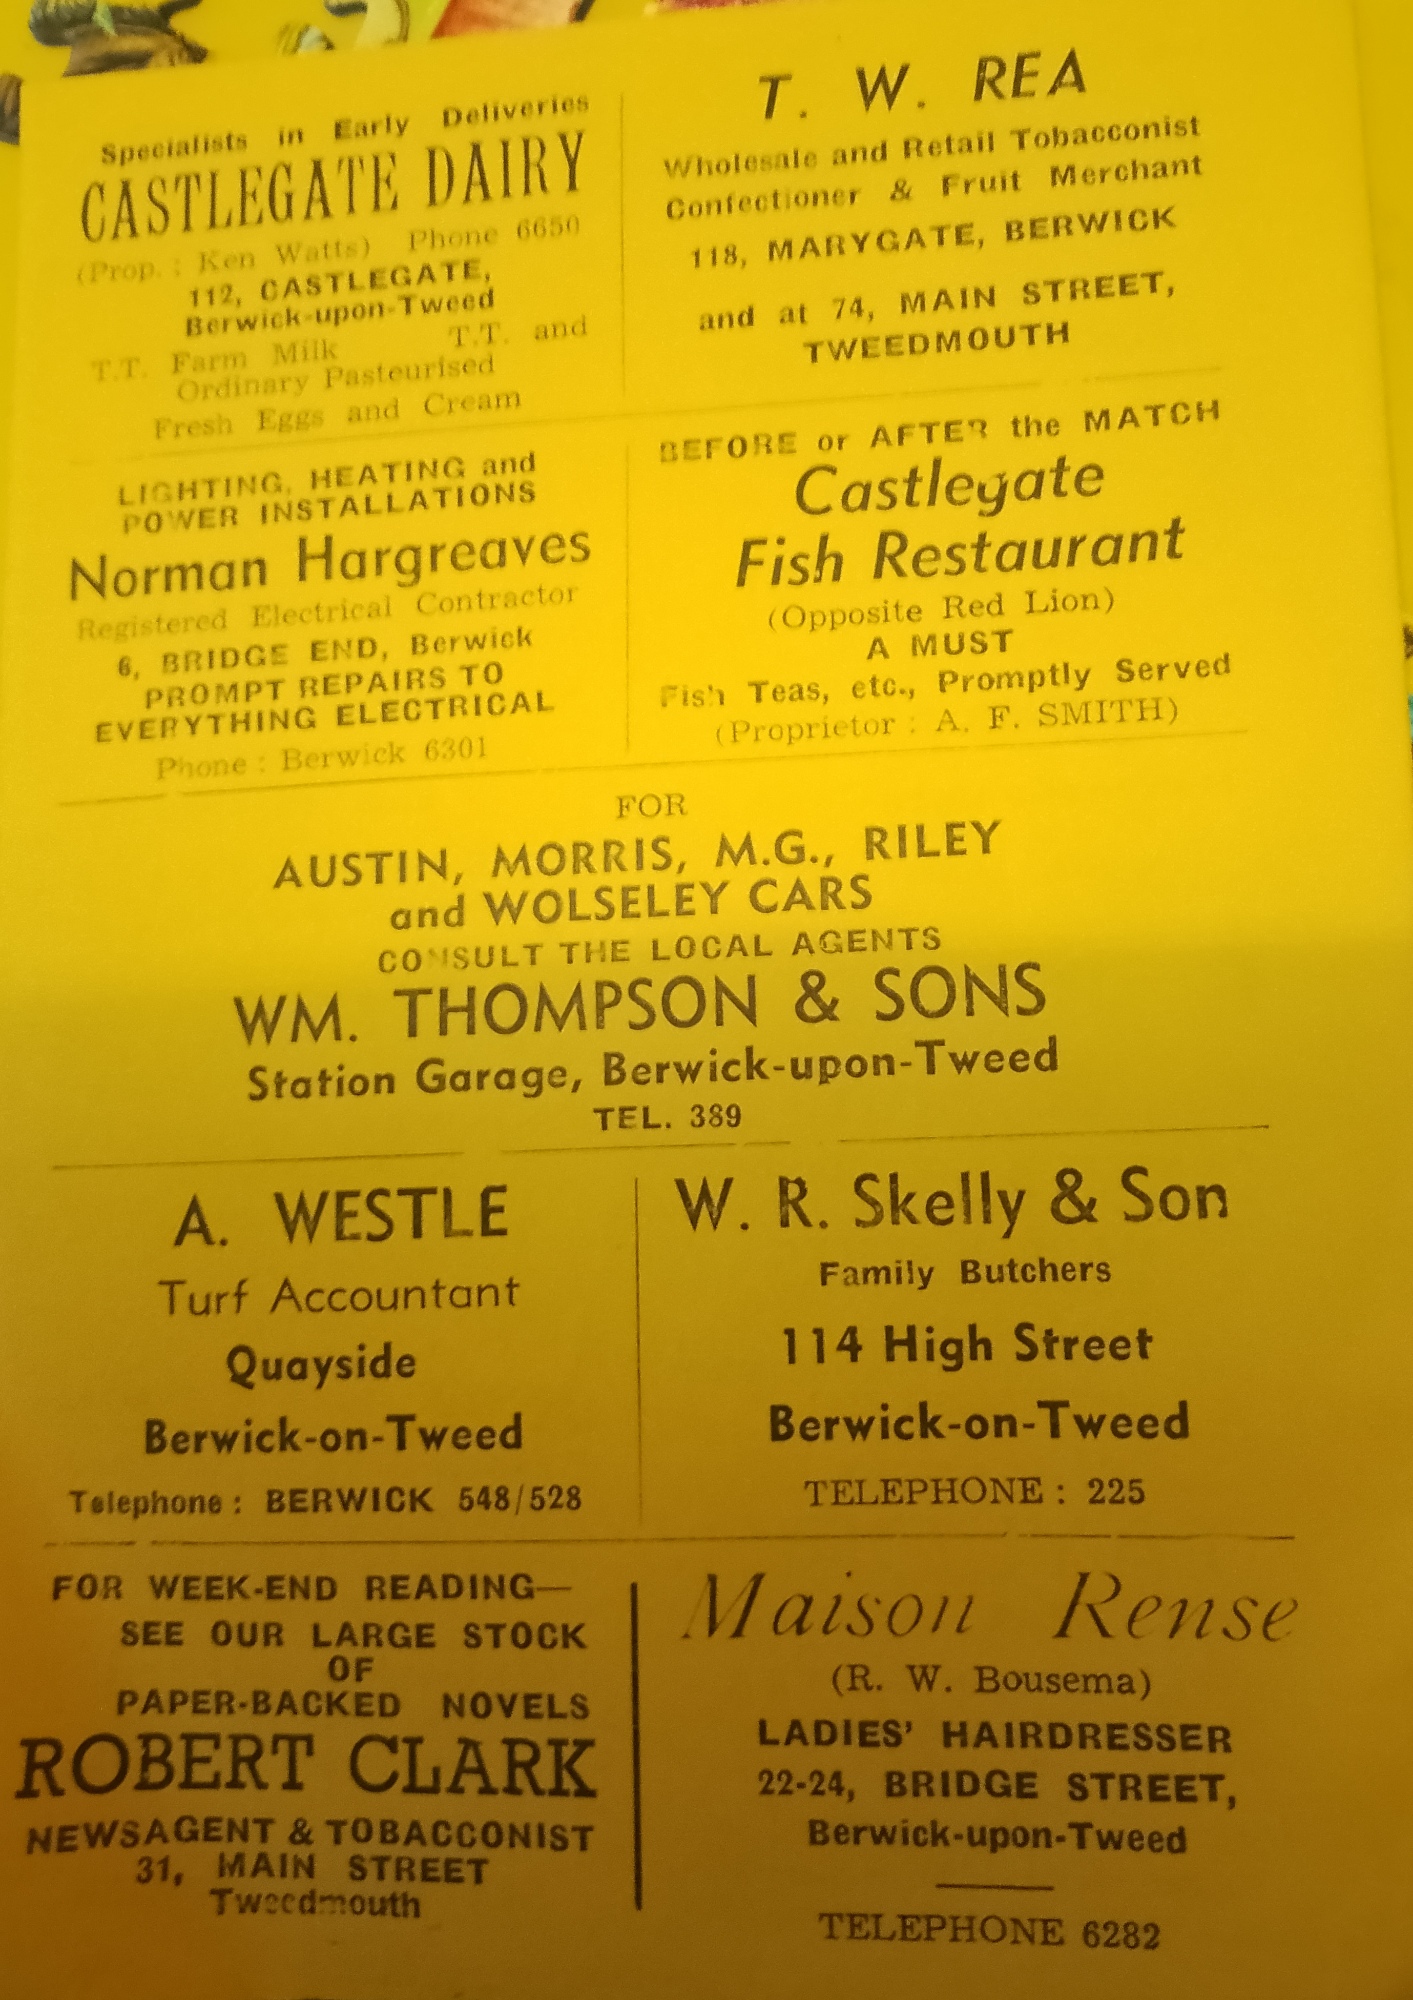 Specialists in Early Deliveries
CASTLEGATE DAIRY
(Prop. : Ken Watts) Phone 6650
112, CASTLEGATE,
Berwick-upon-Tweed
T.T. Farm Milk T.T. and
Ordinary Pasteurised
Fresh Eggs and Cream
T. W. REA
Wholesale and Retail Tobacconist
Confectioner & Fruit Merchant
118, MARYGATE, BERWICK
and at 74, MAIN STREET,
TWEEDMOUTH
LIGHTING, HEATING and
POWER INSTALLATIONS
Norman Hargreaves
Registered Electrical Contractor
6, BRIDGE END, Berwick
PROMPT REPAIRS TO
EVERYTHING ELECTRICAL
Phone : Berwick 6301
BEFORE or AFTER the MATCH
Castlegate
Fish Restaurant
(Opposite Red Lion)
A MUST
Fish Teas, etc., Promptly Served
(Proprietor : A. F. SMITH)
FOR
AUSTIN, MORRIS, M.G., RILEY
and WOLSELEY CARS
CONSULT THE LOCAL AGENTS
WM. THOMPSON & SONS
Station Garage, Berwick-upon-Tweed
TEL. 389
A. WESTLE
Turf Accountant
Quayside
Berwick-on-Tweed
Telephone : BERWICK 548/528
W. R. Skelly & Son
Family Butchers
114 High Street
Berwick-on-Tweed
TELEPHONE : 225
FOR WEEK-END READING—
SEE OUR LARGE STOCK
OF
PAPER-BACKED NOVELS
ROBERT CLARK
NEWSAGENT & TOBACCONIST
31, MAIN STREET
Tweedmouth
Maison Rense
(R. W. Bousema)
LADIES' HAIRDRESSER
22-24, BRIDGE STREET,
Berwick-upon-Tweed
TELEPHONE 6282